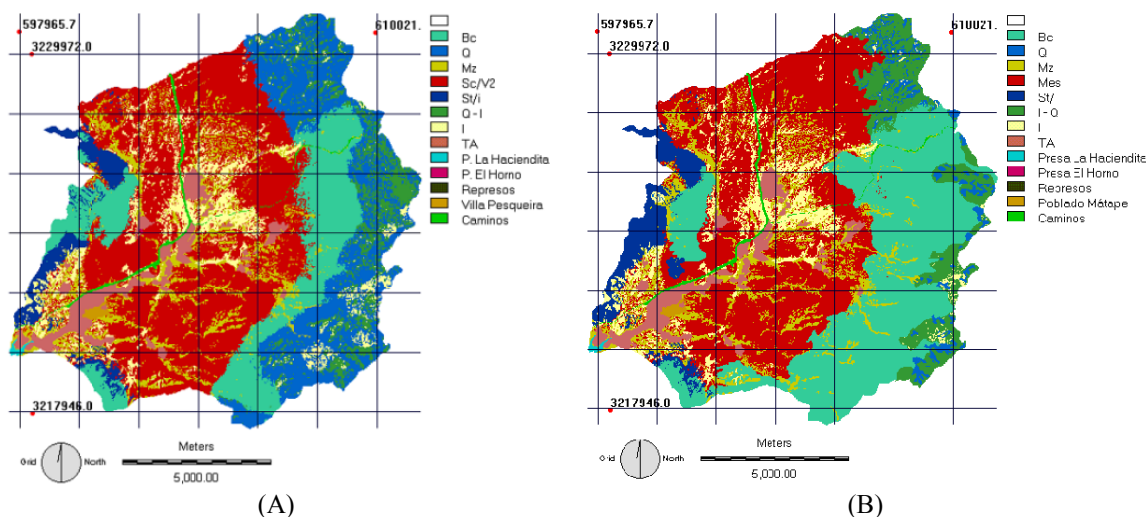 597965.7
610021.
3229972.0
Bc
Q
Mz
Sc/V2
St/i
Q - I
I
TA
P. La Haciendita
P. El Horno
Represos
Villa Pesqueira
Caminos
3217946.0
Grid
North
Meters
5,000.00
(A)
597965.7
610021.
3229972.0
Bc
Q
Mz
Mes
St/
I - Q
I
TA
Presa La Haciendite
Presa El Horno
Represos
Poblado Mátape
Caminos
3217946.0
Grid
North
Meters
5,000.00
(B)